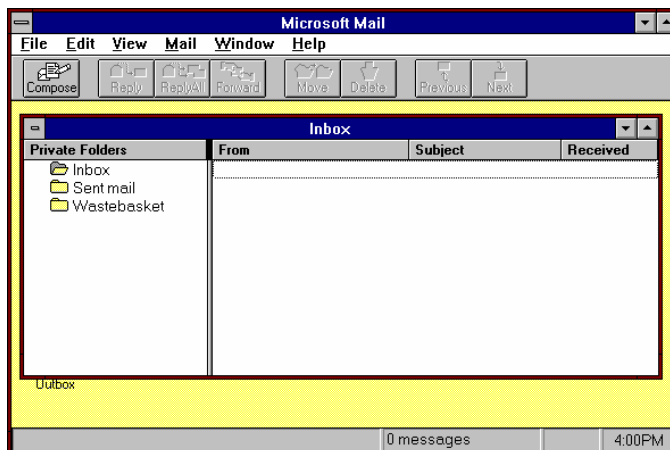 Microsoft Mail
File Edit View Mail Window Help
Compose Reply ReplyAll Forward Move Delete Previous Next
Inbox
Private Folders From Subject Received
Inbox
Sent mail
Wastebasket
Outbox
0 messages 4:00PM